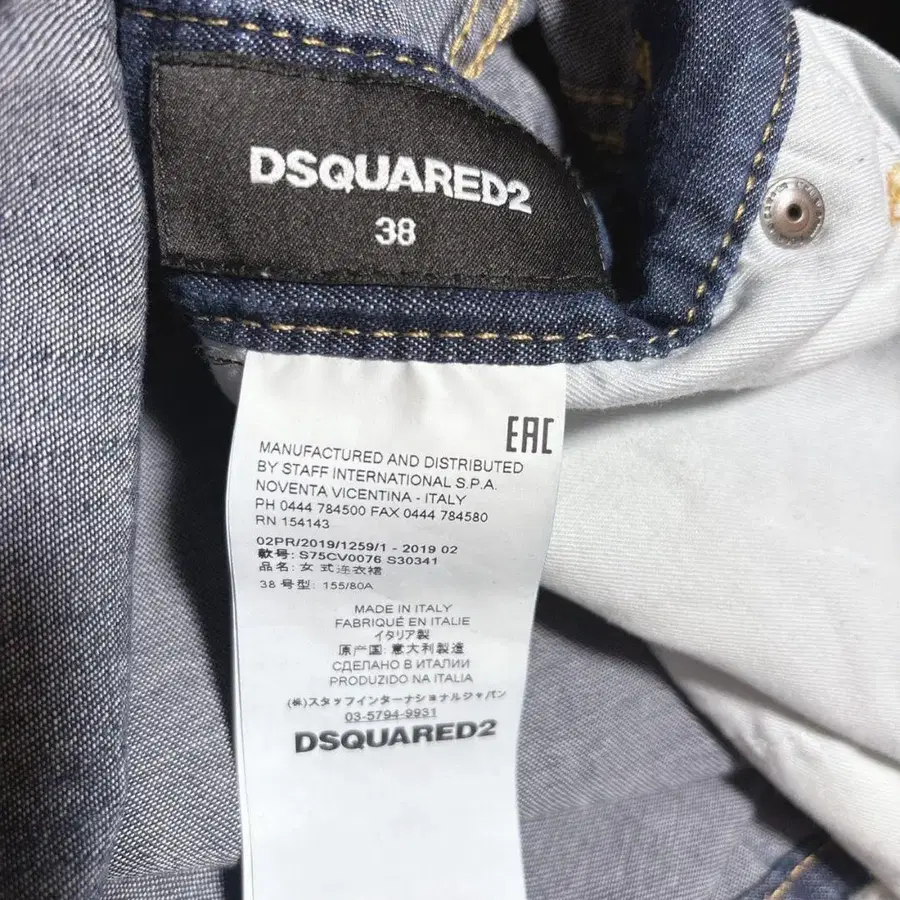 DSQUARED2
38
EAC
MANUFACTURED AND DISTRIBUTED
BY STAFF INTERNATIONAL S.P.A.
NOVENTA VICENTINA - ITALY
PH 0444 784500 FAX 0444 784580
RN 154143
02PR/2019/1259/1 - 2019 02
款号: S75CV0076 S30341
品名: 女 式连衣裙
38 号型: 155/80A
MADE IN ITALY
FABRIQUÉ EN ITALIE
イタリア製
原产国: 意大利製造
СДЕЛАНО В ИТАЛИИ
PRODUZIDO NA ITALIA
(株)スタッフインターナショナルジャパン
03-5794-9931
DSQUARED2